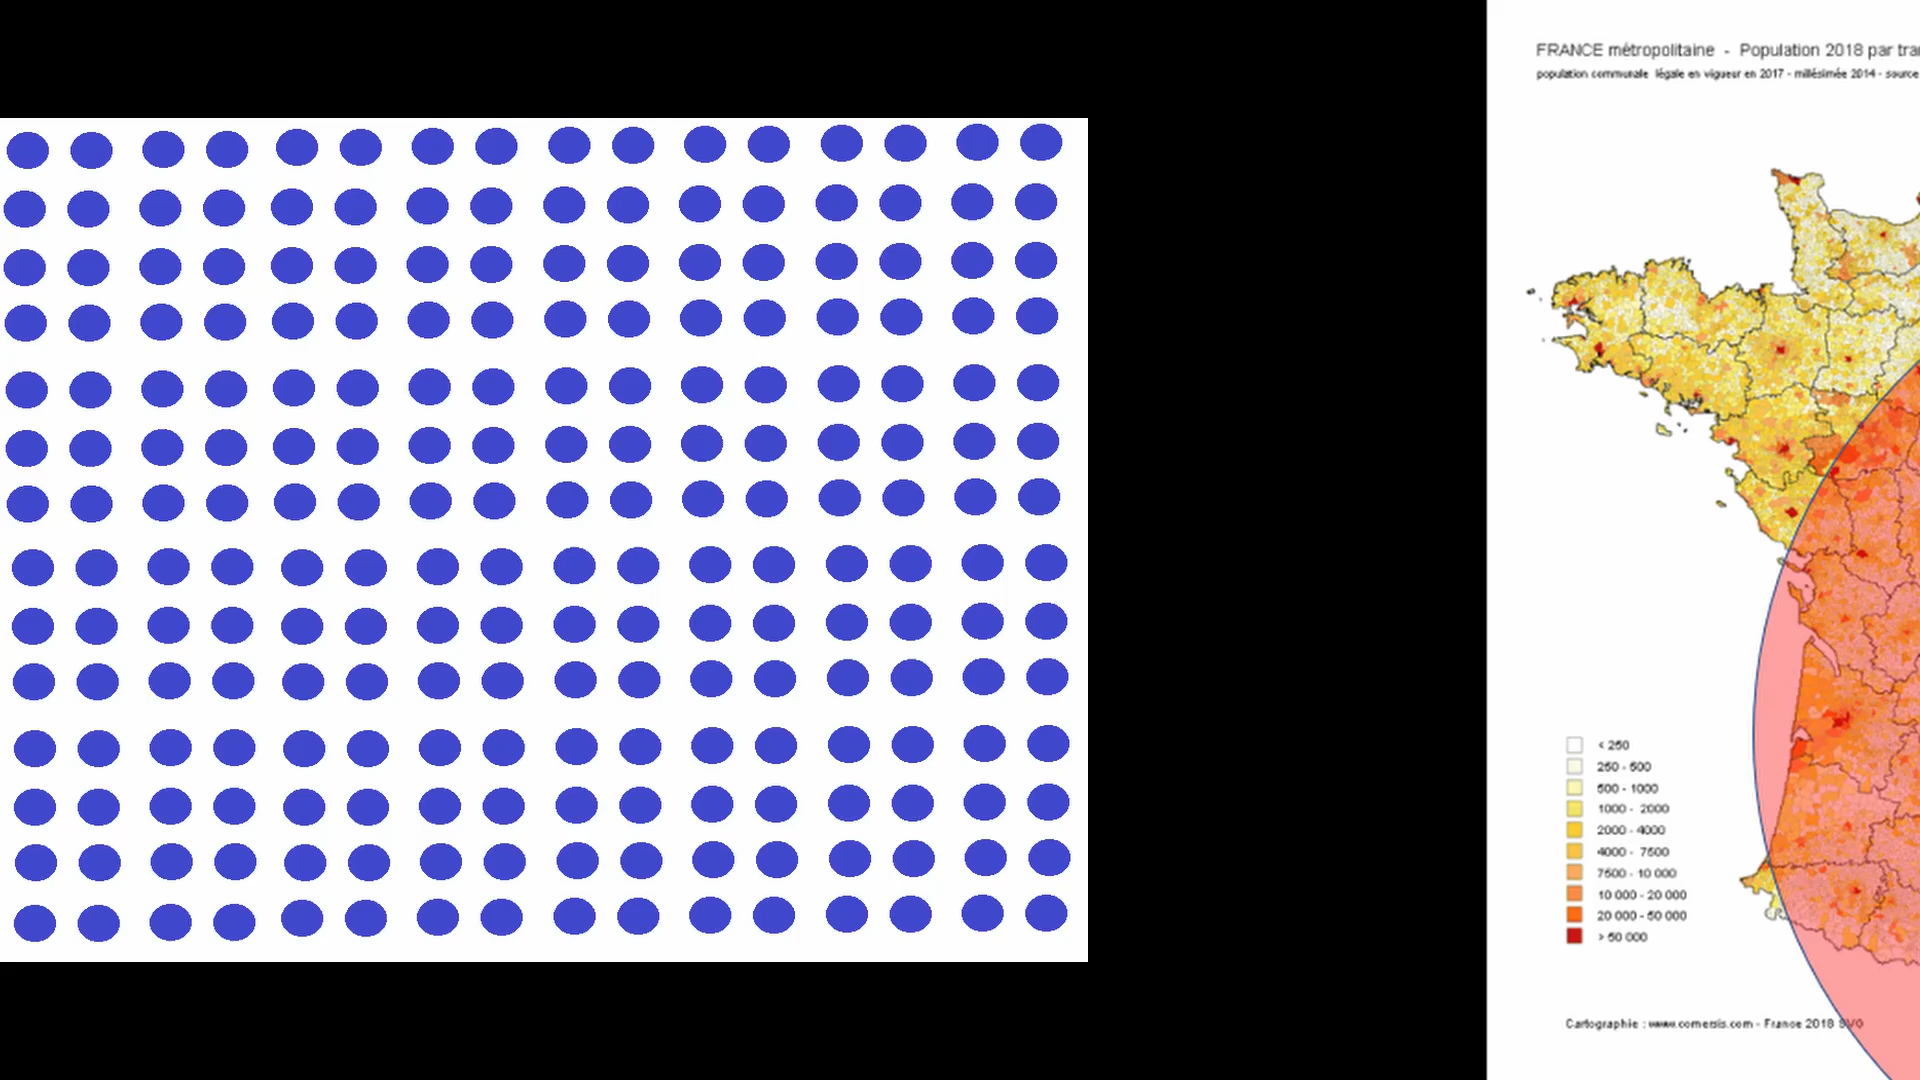 FRANCE métropolitaine - Population 2018 par
population communale légale en vigueur en 2017 - millésimée 2014 - source
< 250
250 - 500
500 - 1000
1000 - 2000
2000 - 4000
4000 - 7500
7500 - 10 000
10 000 - 20 000
20 000 - 50 000
> 50 000
Cartographie : www.comersis.com - France 2018 SVG